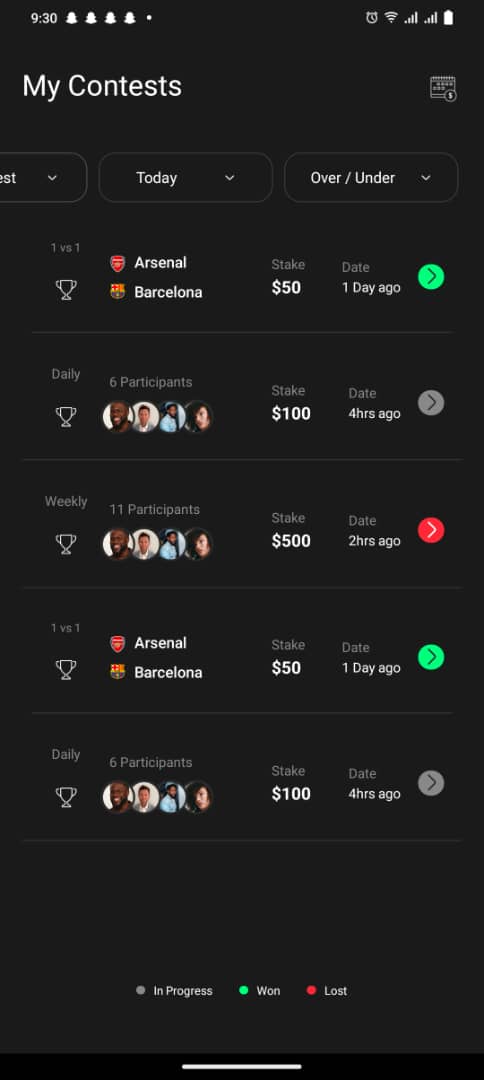 9:30
My Contests
est
Today
Over / Under
1 vs 1
Arsenal
Barcelona
Stake
$50
Date
1 Day ago
Daily
6 Participants
Stake
$100
Date
4hrs ago
Weekly
11 Participants
Stake
$500
Date
2hrs ago
1 vs 1
Arsenal
Barcelona
Stake
$50
Date
1 Day ago
Daily
6 Participants
Stake
$100
Date
4hrs ago
In Progress
Won
Lost